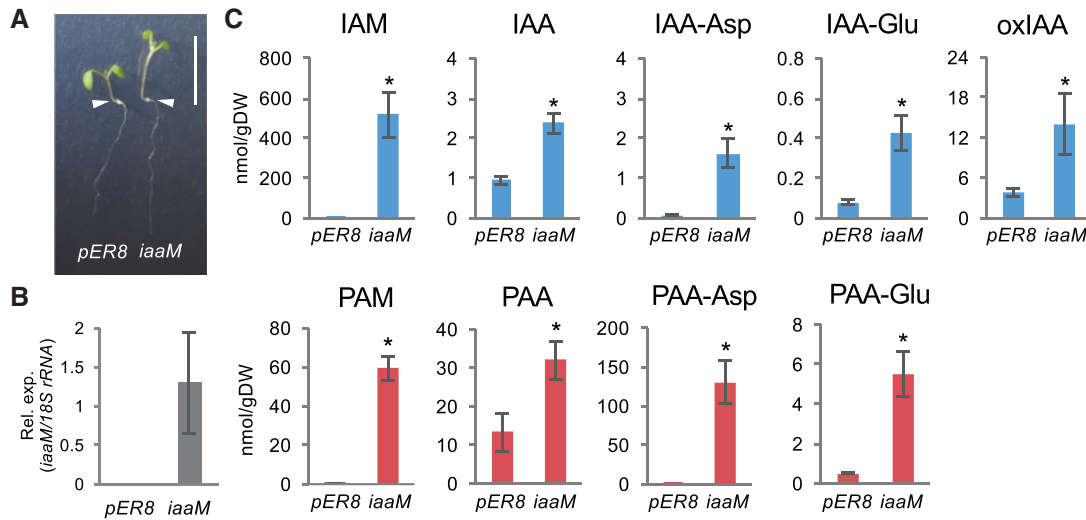 A
pER8 iaaM
B
Rel. exp.
(iaaM/18S rRNA)
2
1.5
1
0.5
0
pER8 iaaM
C
IAM
nmol/gDW
800
600
400
200
0
*
pER8 iaaM
IAA
4
3
2
1
0
*
pER8 iaaM
IAA-Asp
4
3
2
1
0
*
pER8 iaaM
IAA-Glu
0.8
0.6
0.4
0.2
0
*
pER8 iaaM
oxIAA
24
18
12
6
0
*
pER8 iaaM
PAM
nmol/gDW
80
60
40
20
0
*
pER8 iaaM
PAA
40
30
20
10
0
*
pER8 iaaM
PAA-Asp
200
150
100
50
0
*
pER8 iaaM
PAA-Glu
8
6
4
2
0
*
pER8 iaaM